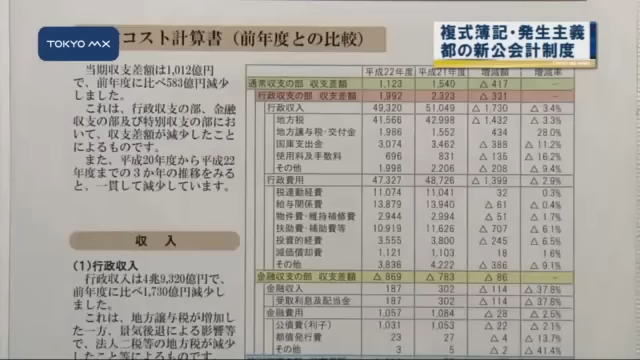 TOKYO MX
複式簿記・発生主義
都の新公会計制度
コスト計算書（前年度との比較）
当期収支差額は1,012億円
で、前年度に比べ583億円減少
しました。
これは、行政収支の部、金融
収支の部及び特別収支の部に
おいて、収支差額が減少したこと
によるものです。
また、平成20年度から平成22
年度までの３か年の推移をみる
と、一貫して減少しています。
収入
(1)行政収入
行政収入は4兆9,320億円で、
前年度に比べ1,730億円減少し
ました。
これは、地方譲与税が増加し
た一方、景気後退による影響等
で、法人二税等の地方税が減少
したこと等によるものです。
平成22年度 平成21年度 増減額 増減率
通常収支の部 収支差額 1,123 1,540 △ 417 －
行政収支の部 収支差額 1,992 2,323 △ 331 －
行政収入 49,320 51,049 △ 1,730 △ 3.4%
地方税 41,566 42,998 △ 1,432 △ 3.3%
地方譲与税・交付金 1,986 1,552 434 28.0%
国庫支出金 3,074 3,462 △ 388 △ 11.2%
使用料及手数料 696 831 △ 135 △ 16.2%
その他 1,998 2,206 △ 208 △ 9.4%
行政費用 47,327 48,726 △ 1,399 △ 2.9%
税連動経費 11,074 11,041 32 0.3%
給与関係費 13,879 13,940 △ 61 △ 0.4%
物件費・維持補修費 2,944 2,994 △ 51 △ 1.7%
扶助費・補助費等 10,919 11,626 △ 707 △ 6.1%
投資的経費 3,555 3,800 △ 245 △ 6.5%
減価償却費 1,121 1,103 18 1.6%
その他 3,836 4,222 △ 386 △ 9.1%
金融収支の部 収支差額 △ 869 △ 783 △ 86 －
金融収入 187 302 △ 114 △ 37.8%
受取利息及配当金 187 302 △ 114 △ 37.8%
金融費用 1,057 1,084 △ 28 △ 2.5%
公債費（利子） 1,031 1,053 △ 22 △ 2.1%
都債発行費 23 27 △ 4 △ 13.7%
その他 3 5 △ 2 △ 41.4%